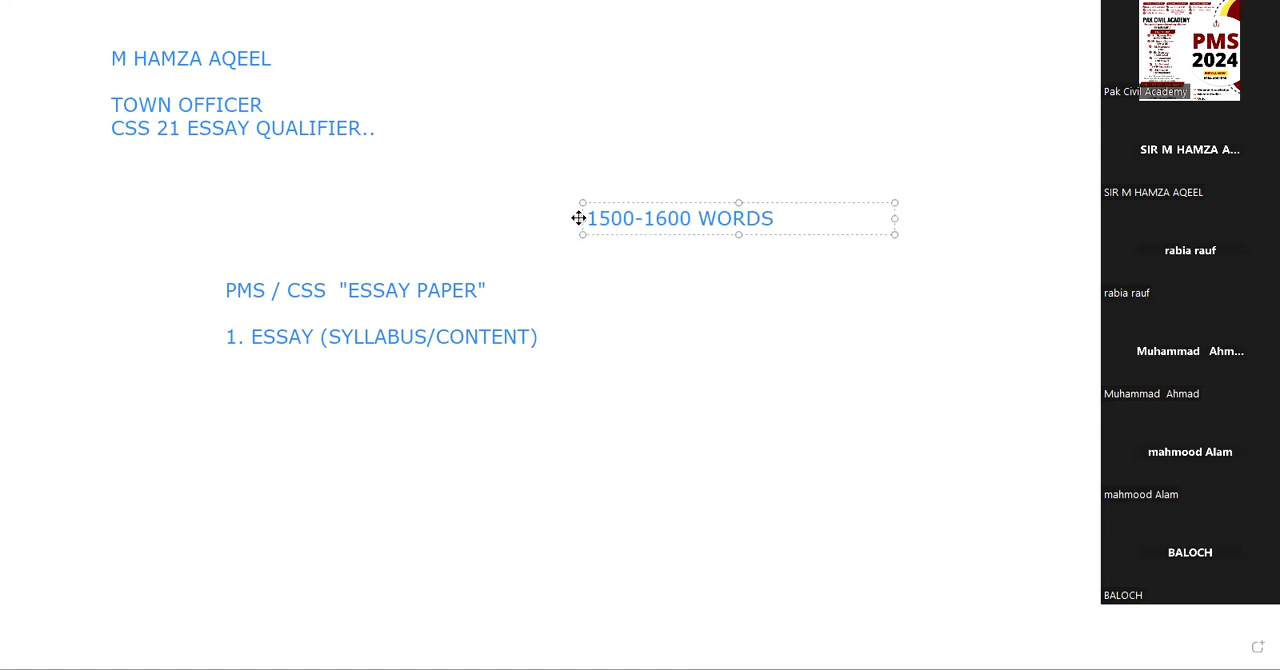 M HAMZA AQEEL
TOWN OFFICER
CSS 21 ESSAY QUALIFIER..
1500-1600 WORDS
PMS / CSS "ESSAY PAPER"
1. ESSAY (SYLLABUS/CONTENT)
PAK CIVIL ACADEMY
PMS
2024
Pak Civil Academy
SIR M HAMZA A...
SIR M HAMZA AQEEL
rabia rauf
rabia rauf
Muhammad Ahm...
Muhammad Ahmad
mahmood Alam
mahmood Alam
BALOCH
BALOCH